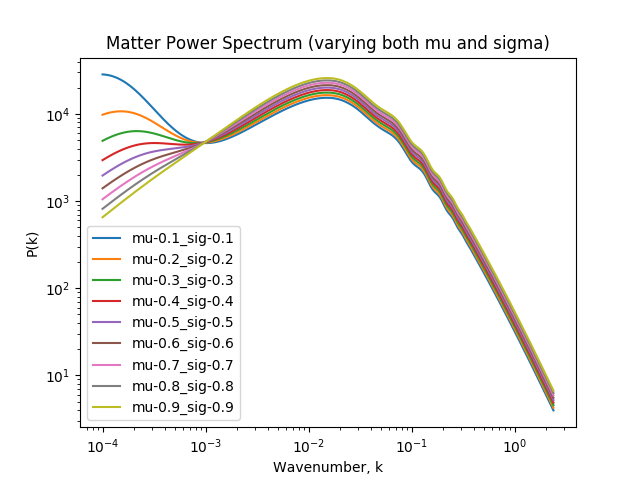 Matter Power Spectrum (varying both mu and sigma)
P(k)
10^4
10^3
10^2
10^1
mu-0.1_sig-0.1
mu-0.2_sig-0.2
mu-0.3_sig-0.3
mu-0.4_sig-0.4
mu-0.5_sig-0.5
mu-0.6_sig-0.6
mu-0.7_sig-0.7
mu-0.8_sig-0.8
mu-0.9_sig-0.9
10^−4 10^−3 10^−2 10^−1 10^0
Wavenumber, k